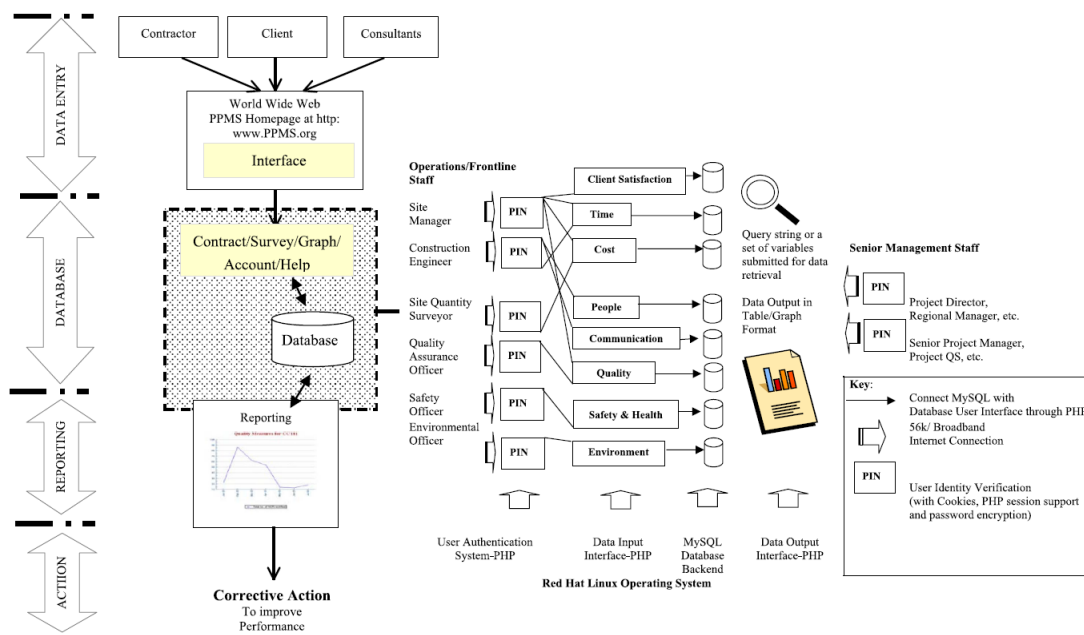 DATA ENTRY
DATABASE
REPORTING
ACTIION
Contractor
Client
Consultants
World Wide Web
PPMS Homepage at http:
www.PPMS.org
Interface
Contract/Survey/Graph/
Account/Help
Database
Reporting
Corrective Action
To improve
Performance
Operations/Frontline
Staff
Site
Manager
Construction
Engineer
Site Quantity
Surveyor
Quality
Assurance
Officer
Safety
Officer
Environmental
Officer
PIN
PIN
PIN
PIN
PIN
PIN
Client Satisfaction
Time
Cost
People
Communication
Quality
Safety & Health
Environment
Query string or a
set of variables
submitted for data
retrival
Data Output in
Table/Graph
Format
Senior Management Staff
PIN
Project Director,
Regional Manager, etc.
PIN
Senior Project Manager,
Project QS, etc.
Key:
Connect MySQL with
Database User Interface through PHP
56k/ Broadband
Internet Connection
PIN
User Identity Verification
(with Cookies, PHP session support
and password encryption)
User Authentication
System-PHP
Data Input
Interface-PHP
MySQL
Database
Backend
Data Output
Interface-PHP
Red Hat Linux Operating System